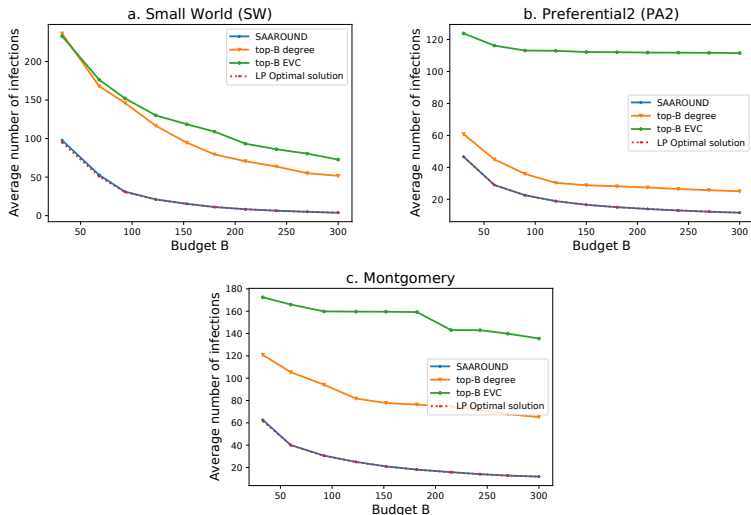 a. Small World (SW)
Average number of infections
200
150
100
50
0
SAAROUND
top-B degree
top-B EVC
LP Optimal solution
50
100
150
200
250
300
Budget B
b. Preferential2 (PA2)
Average number of infections
120
100
80
60
40
20
SAAROUND
top-B degree
top-B EVC
LP Optimal solution
50
100
150
200
250
300
Budget B
c. Montgomery
Average number of infections
180
160
140
120
100
80
60
40
20
SAAROUND
top-B degree
top-B EVC
LP Optimal solution
50
100
150
200
250
300
Budget B